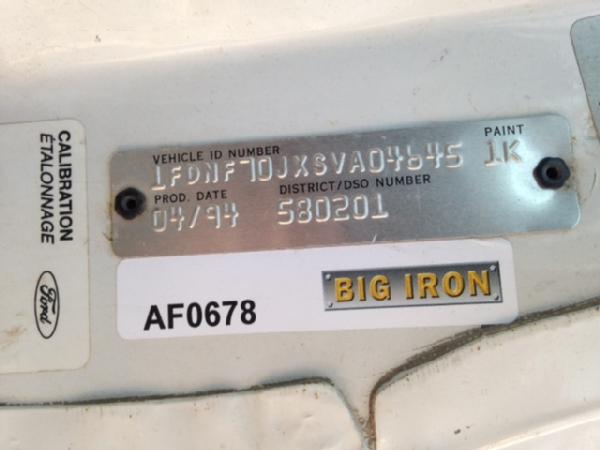 CALIBRATION
ÉTALONNAGE
Ford
VEHICLE ID NUMBER PAINT
1FDNF70JXSVA04645 1K
PROD. DATE DISTRICT/DSO NUMBER
04/94 580201
AF0678 BIG IRON